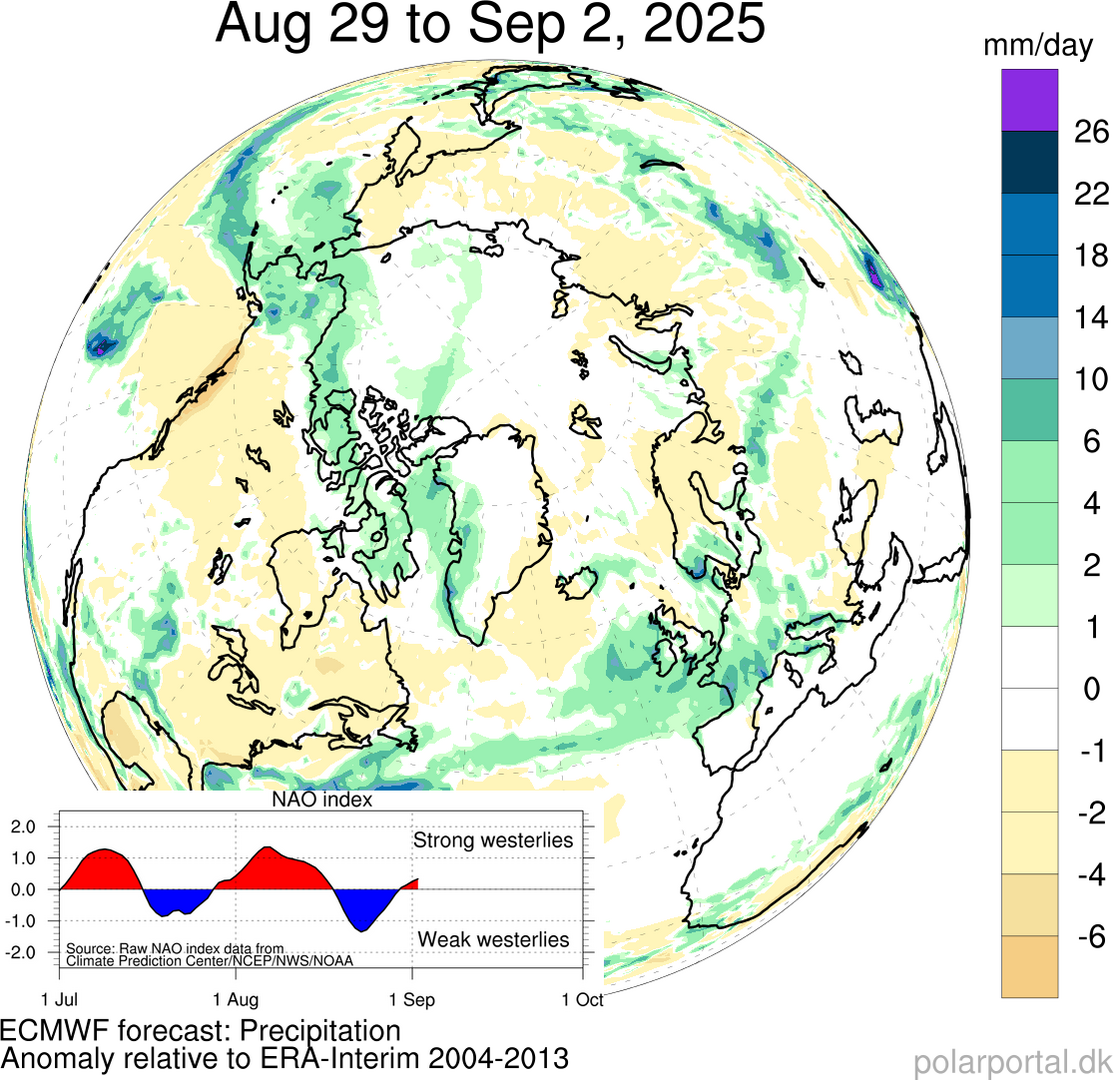 Aug 29 to Sep 2, 2025
mm/day
26
22
18
14
10
6
4
2
1
0
-1
-2
-4
-6
NAO index
2.0
1.0
0.0
-1.0
-2.0
Strong westerlies
Weak westerlies
Source: Raw NAO index data from
Climate Prediction Center/NCEP/NWS/NOAA
1 Jul
1 Aug
1 Sep
1 Oct
ECMWF forecast: Precipitation
Anomaly relative to ERA-Interim 2004-2013
polarportal.dk